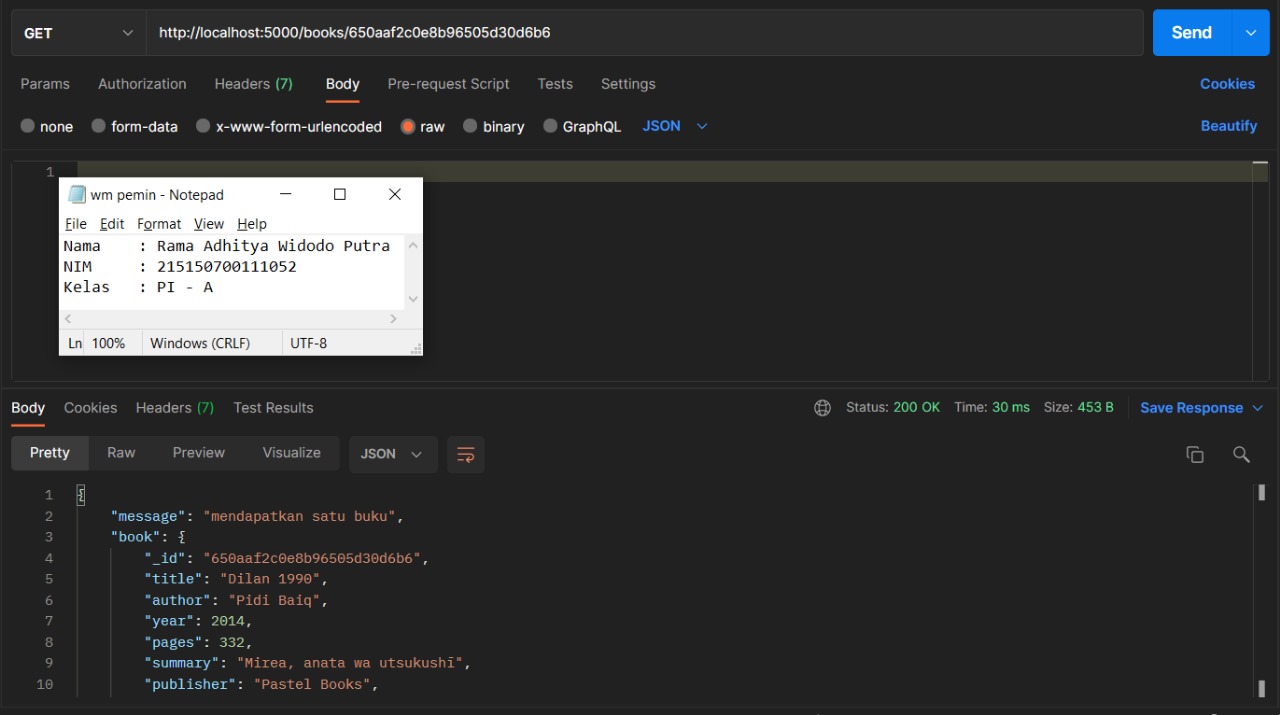 GET http://localhost:5000/books/650aaf2c0e8b96505d30d6b6 Send
Params Authorization Headers (7) Body Pre-request Script Tests Settings Cookies
none form-data x-www-form-urlencoded raw binary GraphQL JSON Beautify
1
wm pemin - Notepad
File Edit Format View Help
Nama : Rama Adhitya Widodo Putra
NIM : 215150700111052
Kelas : PI - A
Ln 100% Windows (CRLF) UTF-8
Body Cookies Headers (7) Test Results Status: 200 OK Time: 30 ms Size: 453 B Save Response
Pretty Raw Preview Visualize JSON
1 {
2 "message": "mendapatkan satu buku",
3 "book": {
4 "_id": "650aaf2c0e8b96505d30d6b6",
5 "title": "Dilan 1990",
6 "author": "Pidi Baiq",
7 "year": 2014,
8 "pages": 332,
9 "summary": "Mirea, anata wa utsukushī",
10 "publisher": "Pastel Books",